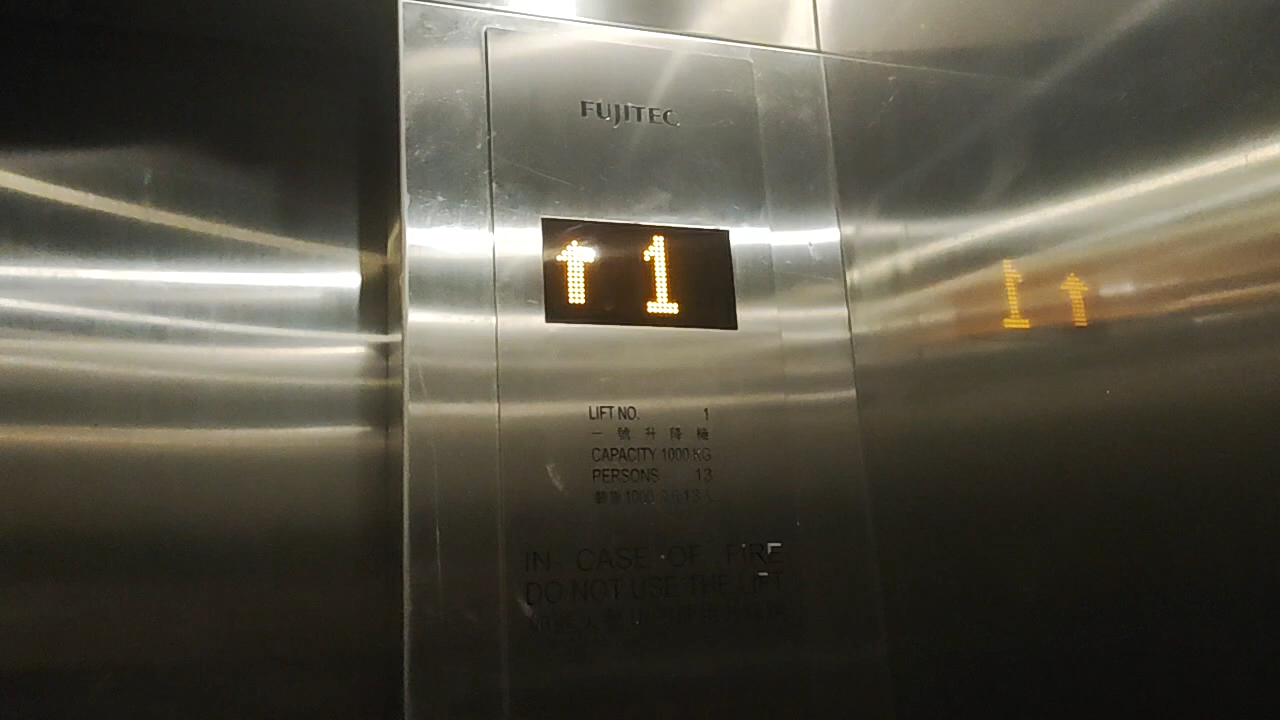 FUJITEC
↑ 1
LIFT NO. 1
一號升降機
CAPACITY 1000 KG
PERSONS 13
1000
IN CASE OF FIRE
DO NOT USE THE LIFT